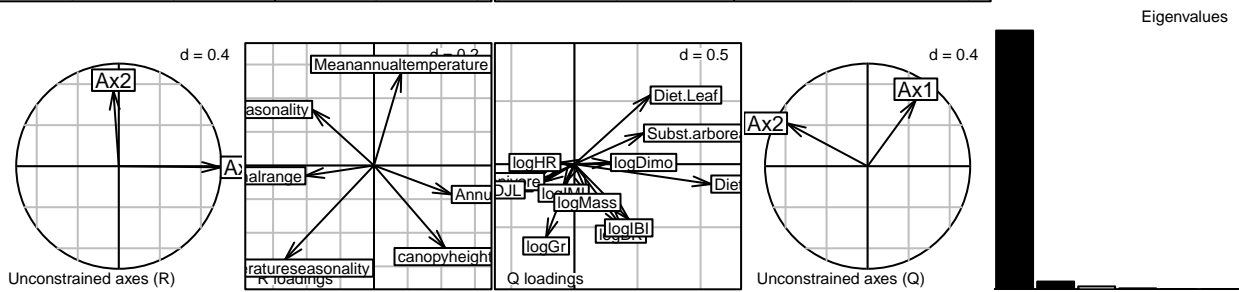 Eigenvalues
d = 0.4
Ax2
Unconstrained axes (R)
d = 0.2
Meanannualtemperature
asonality
alrange
Annu
canopyheight
eratureseasonality
R loadings
d = 0.5
Diet.Leaf
Subst.arborea
logHR
logDimo
Diet
DJL
logMass
logIBI
logGr
Q loadings
d = 0.4
Ax1
Ax2
Unconstrained axes (Q)